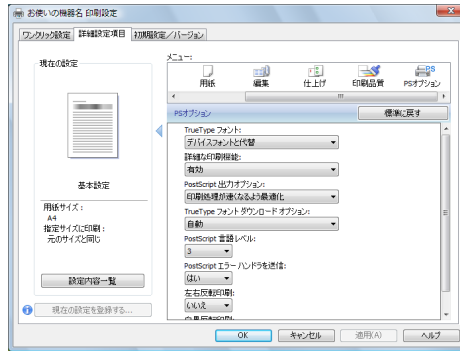 お使いの機器名 印刷設定
ワンクリック設定 詳細設定項目 初期設定／バージョン
現在の設定
基本設定
用紙サイズ :
A4
指定サイズに印刷 :
元のサイズと同じ
設定内容一覧
現在の設定を登録する...
メニュー:
用紙 編集 仕上げ 印刷品質 PSオプション
PSオプション 標準に戻す
TrueType フォント:
デバイスフォントと代替
詳細な印刷機能:
有効
PostScript 出力オプション:
印刷処理が速くなるよう最適化
TrueType フォント ダウンロード オプション:
自動
PostScript 言語レベル:
3
PostScript エラー ハンドラを送信:
はい
左右反転印刷:
いいえ
白黒反転印刷:
OK キャンセル 適用(A) ヘルプ